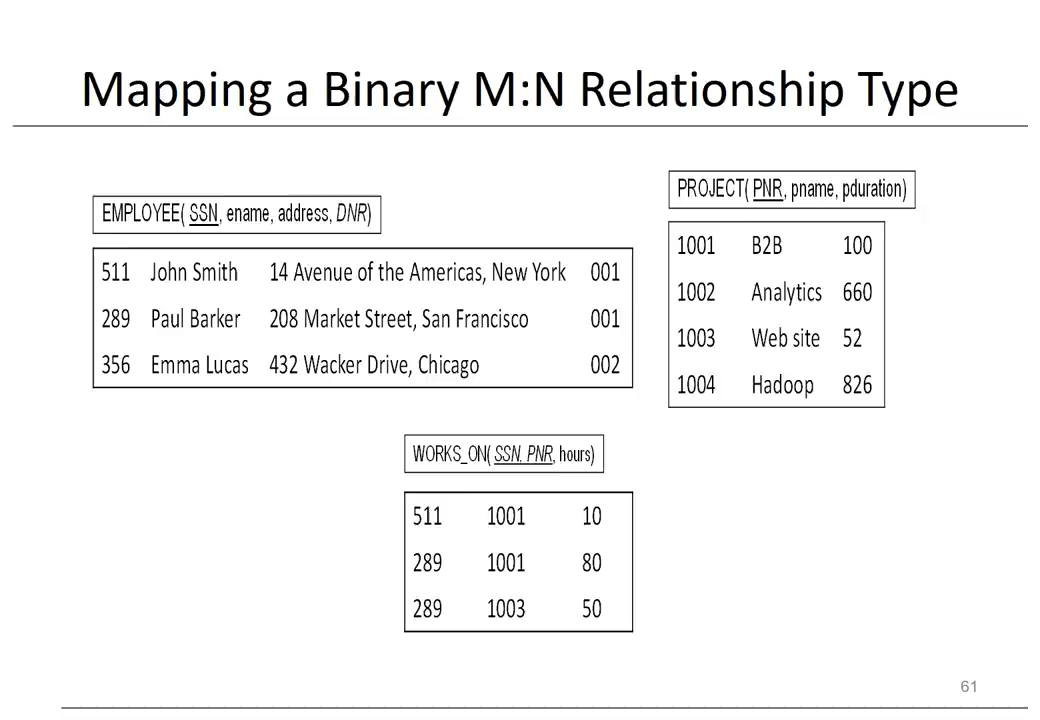 Mapping a Binary M:N Relationship Type
EMPLOYEE( SSN, ename, address, DNR)
511 John Smith 14 Avenue of the Americas, New York 001
289 Paul Barker 208 Market Street, San Francisco 001
356 Emma Lucas 432 Wacker Drive, Chicago 002
PROJECT( PNR, pname, pduration)
1001 B2B 100
1002 Analytics 660
1003 Web site 52
1004 Hadoop 826
WORKS_ON( SSN, PNR, hours)
511 1001 10
289 1001 80
289 1003 50
61